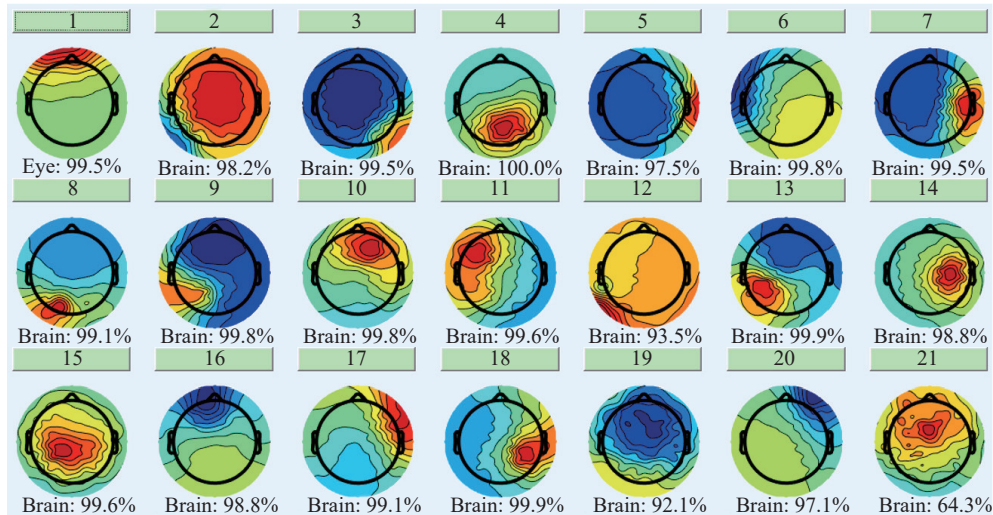 1 2 3 4 5 6 7
Eye: 99.5% Brain: 98.2% Brain: 99.5% Brain: 100.0% Brain: 97.5% Brain: 99.8% Brain: 99.5%
8 9 10 11 12 13 14
Brain: 99.1% Brain: 99.8% Brain: 99.8% Brain: 99.6% Brain: 93.5% Brain: 99.9% Brain: 98.8%
15 16 17 18 19 20 21
Brain: 99.6% Brain: 98.8% Brain: 99.1% Brain: 99.9% Brain: 92.1% Brain: 97.1% Brain: 64.3%